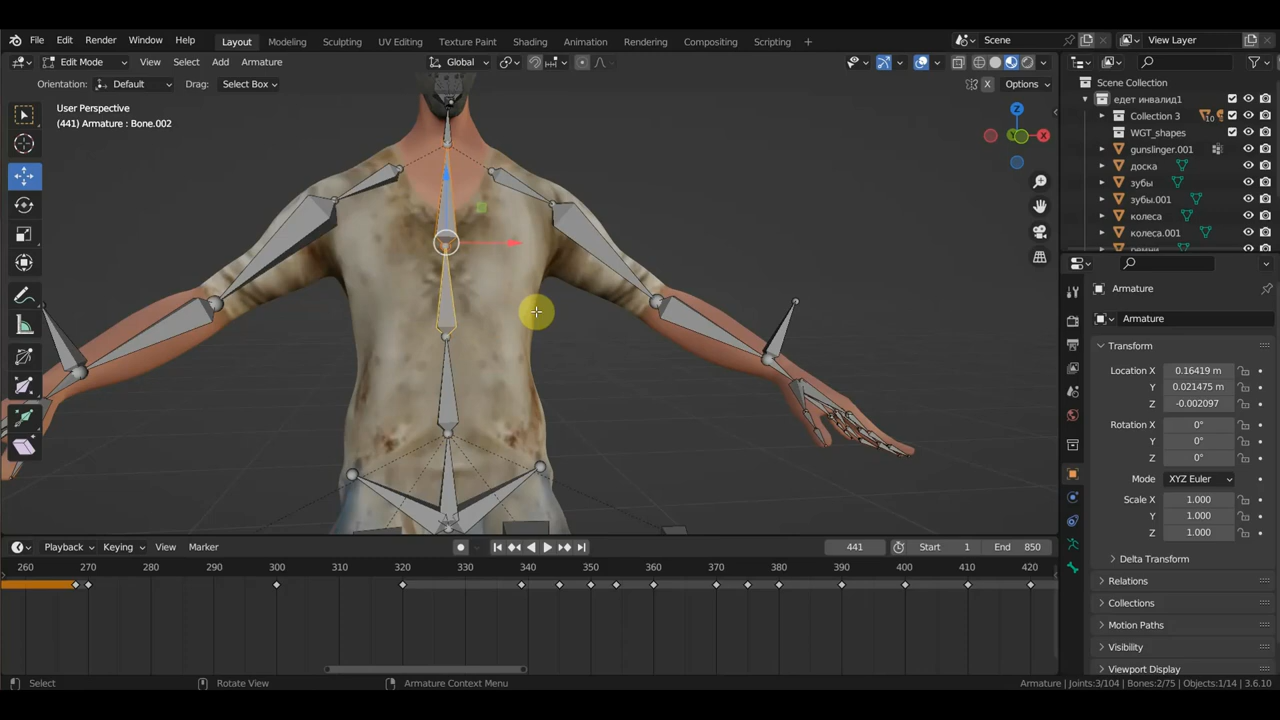 File Edit Render Window Help Layout Modeling Sculpting UV Editing Texture Paint Shading Animation Rendering Compositing Scripting + Scene View Layer
Edit Mode View Select Add Armature Global
Orientation: Default Drag: Select Box X Options
User Perspective
(441) Armature : Bone.002
X
Y
Z
Scene Collection
едет инвалид1
Collection 3 10
WGT_shapes
gunslinger.001
доска
зубы
зубы.001
колеса
колеса.001
Armature
Armature
Transform
Location X 0.16419 m
Y 0.021475 m
Z -0.002097
Rotation X 0°
Y 0°
Z 0°
Mode XYZ Euler
Scale X 1.000
Y 1.000
Z 1.000
Delta Transform
Relations
Collections
Motion Paths
Visibility
Viewport Display
Playback Keying View Marker 441 Start 1 End 850
260 270 280 290 300 310 320 330 340 350 360 370 380 390 400 410 420
Select Rotate View Armature Context Menu Armature | Joints:3/104 | Bones:2/75 | Objects:1/14 | 3.6.10